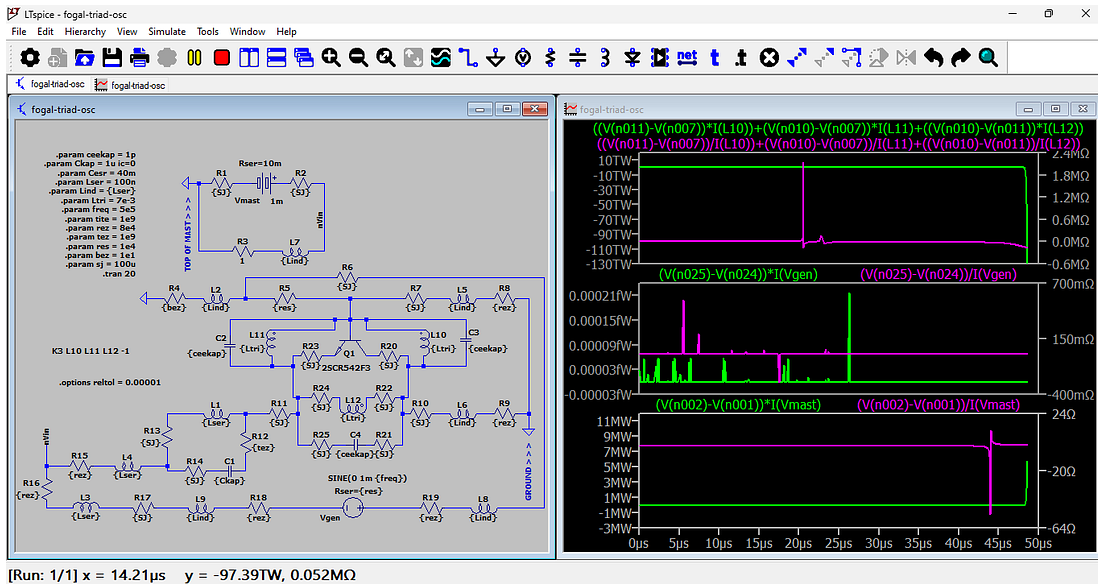 LTspice - fogal-triad-osc
File Edit Hierarchy View Simulate Tools Window Help
net t .t
fogal-triad-osc fogal-triad-osc
fogal-triad-osc
.param ceekap = 1p
.param Ckap = 1u ic=0
.param Cesr = 40m
.param Lser = 100n
.param Lind = {Lser}
.param Ltri = 7e-3
.param freq = 5e5
.param tite = 1e9
.param rez = 8e4
.param tez = 1e9
.param res = 1e4
.param bez = 1e1
.param sj = 100u
.tran 20
Rser=10m
R1 R2
{SJ} + {SJ}
Vmast 1m
nVin
TOP OF MAST >>>>
R3 L7
1 {Lind}
R6
{SJ}
R4 L2 R5 R7 L5 R8
{bez} {Lind} {res} {SJ} {Lind} {rez}
C2 L11 L10 C3
{ceekap} {Ltri} {Ltri} {ceekap}
R23 R20
{SJ} Q1 {SJ}
2SCR542F3
K3 L10 L11 L12 -1
.options reltol = 0.00001
R24 L12 R22
{SJ} {Ltri} {SJ}
L1 R11 R10 L6 R9
{Lser} {SJ} {SJ} {Lind} {rez}
R25 C4 R21
{SJ} {ceekap} {SJ}
R13 R12
{SJ} {tez}
nVin
R15 L4 R14 C1
{rez} {Lser} {SJ} {Ckap}
GROUND >>>>
R16
{rez}
SINE(0 1m {freq})
Rser={res}
L3 R17 L9 R18 R19 L8
{Lser} {SJ} {Lind} {rez} Vgen {rez} {Lind}
fogal-triad-osc
((V(n011)-V(n007))*I(L10))+(V(n010)-V(n007))*I(L11)+((V(n010)-V(n011))*I(L12))
((V(n011)-V(n007))/I(L10))+(V(n010)-V(n007))/I(L11)+((V(n010)-V(n011))/I(L12))
10TW 2.4MΩ
-10TW 1.8MΩ
-30TW 1.2MΩ
-50TW
-70TW 0.6MΩ
-90TW 0.0MΩ
-110TW
-130TW -0.6MΩ
(V(n025)-V(n024))*I(Vgen) (V(n025)-V(n024))/I(Vgen)
700mΩ
0.00021fW
0.00015fW
0.00009fW 150mΩ
0.00003fW
-0.00003fW -400mΩ
(V(n002)-V(n001))*I(Vmast) (V(n002)-V(n001))/I(Vmast)
11MW 24Ω
9MW
7MW
5MW -20Ω
3MW
1MW
-1MW
-3MW -64Ω
0µs 5µs 10µs 15µs 20µs 25µs 30µs 35µs 40µs 45µs 50µs
[Run: 1/1] x = 14.21µs y = -97.39TW, 0.052MΩ